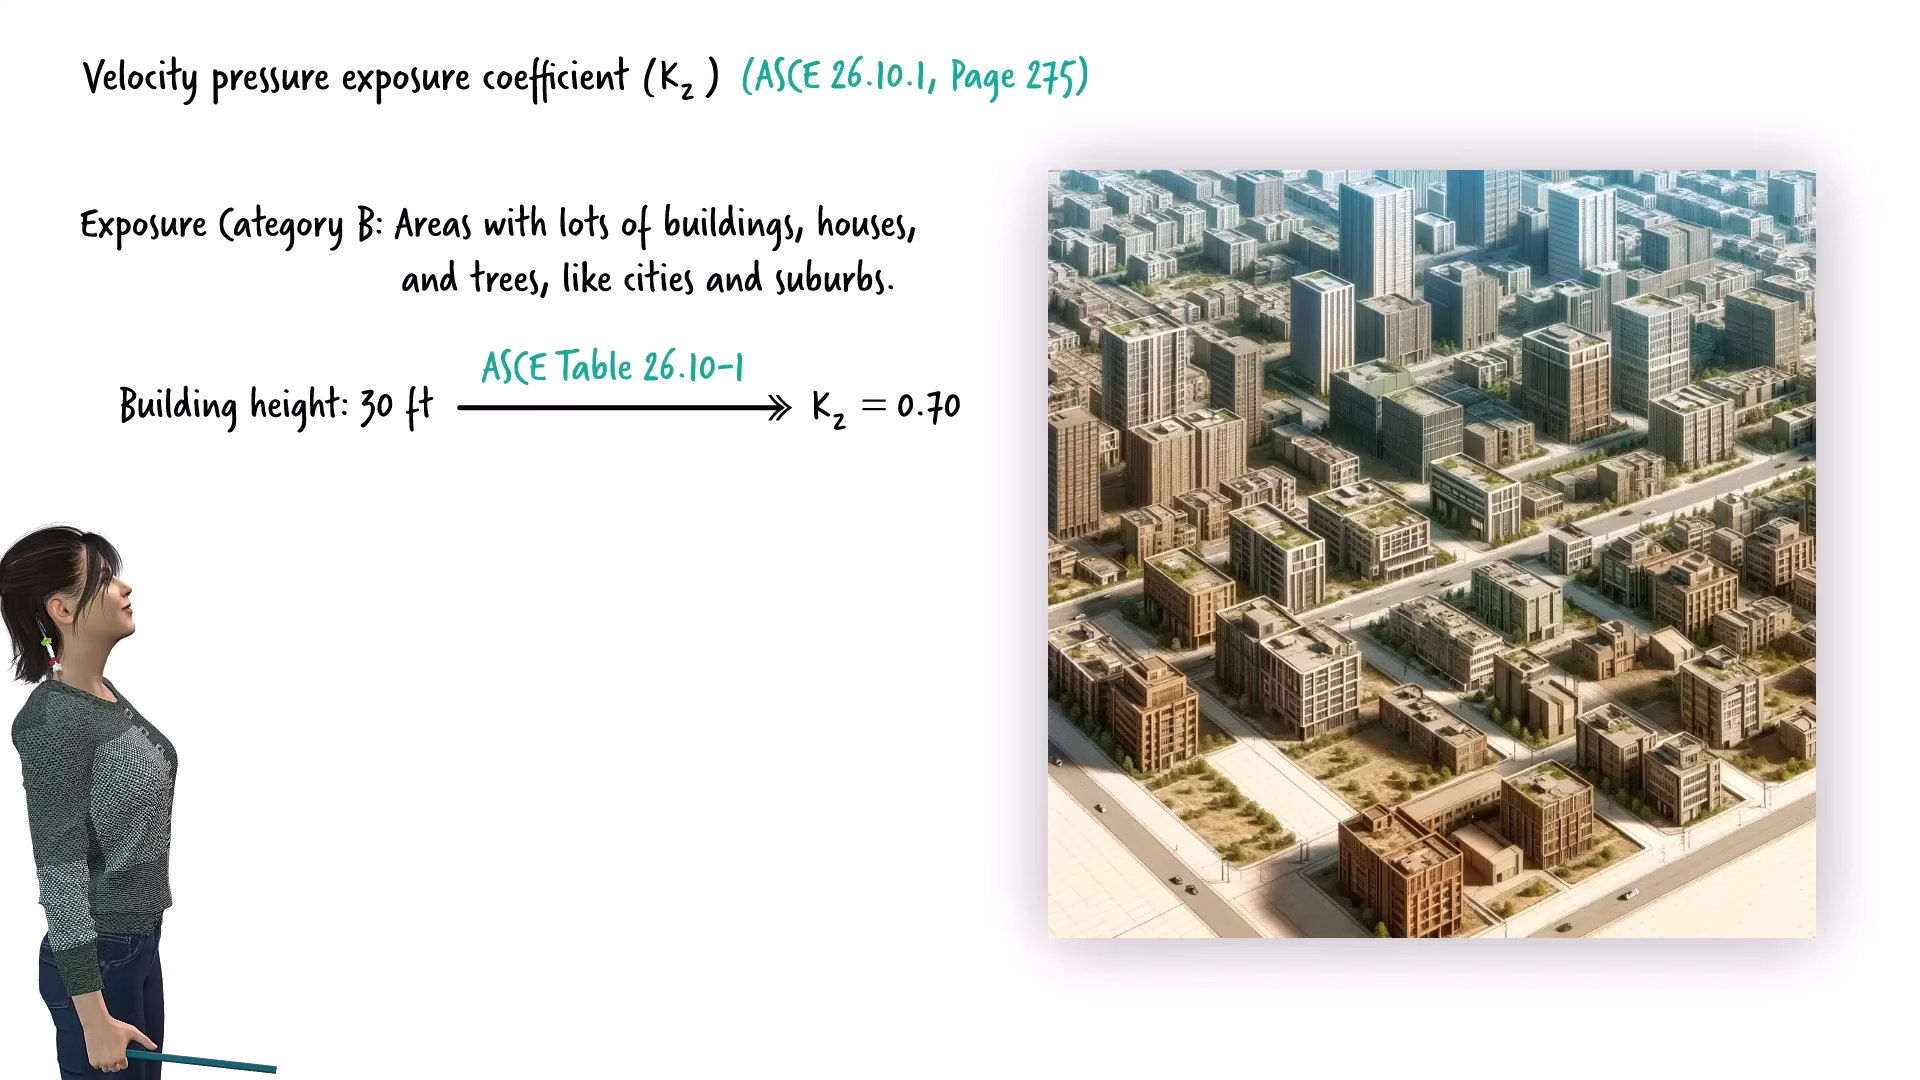 Velocity pressure exposure coefficient (Kz) (ASCE 26.10.1, Page 275)
Exposure Category B: Areas with lots of buildings, houses,
and trees, like cities and suburbs.
ASCE Table 26.10-1
Building height: 30 ft Kz = 0.70